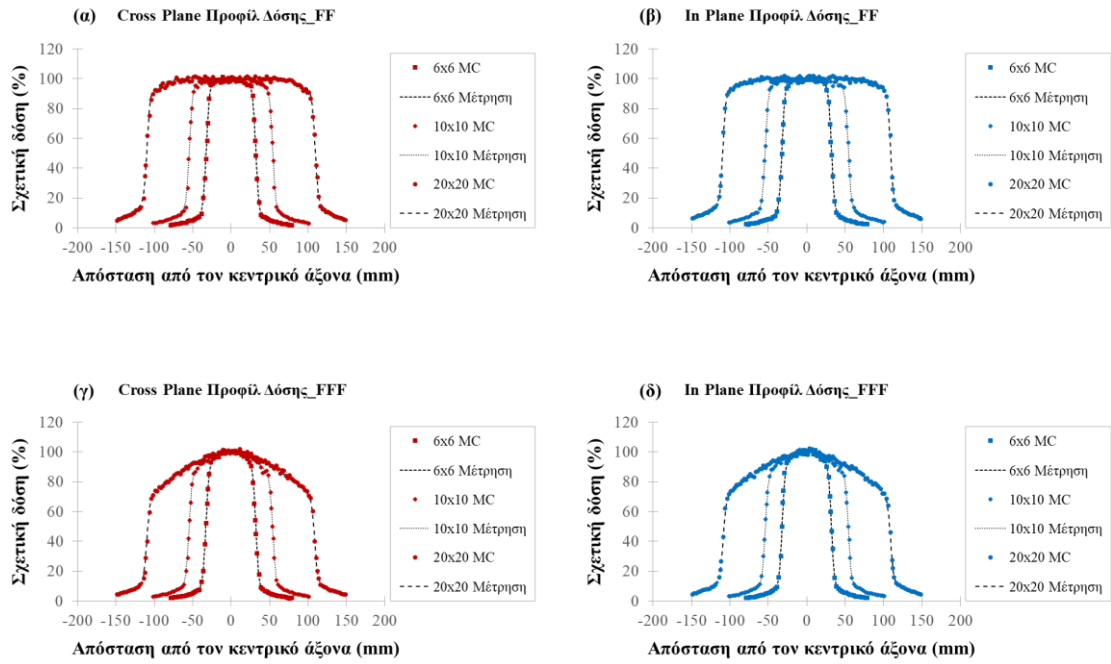 (α) Cross Plane Προφίλ Δόσης_FF
Σχετική δόση (%)
120
100
80
60
40
20
0
-200 -150 -100 -50 0 50 100 150 200
Απόσταση από τον κεντρικό άξονα (mm)
6x6 MC
6x6 Μέτρηση
10x10 MC
10x10 Μέτρηση
20x20 MC
20x20 Μέτρηση
(β) In Plane Προφίλ Δόσης_FF
Σχετική δόση (%)
120
100
80
60
40
20
0
-200 -150 -100 -50 0 50 100 150 200
Απόσταση από τον κεντρικό άξονα (mm)
6x6 MC
6x6 Μέτρηση
10x10 MC
10x10 Μέτρηση
20x20 MC
20x20 Μέτρηση
(γ) Cross Plane Προφίλ Δόσης_FFF
Σχετική δόση (%)
120
100
80
60
40
20
0
-200 -150 -100 -50 0 50 100 150 200
Απόσταση από τον κεντρικό άξονα (mm)
6x6 MC
6x6 Μέτρηση
10x10 MC
10x10 Μέτρηση
20x20 MC
20x20 Μέτρηση
(δ) In Plane Προφίλ Δόσης_FFF
Σχετική δόση (%)
120
100
80
60
40
20
0
-200 -150 -100 -50 0 50 100 150 200
Απόσταση από τον κεντρικό άξονα (mm)
6x6 MC
6x6 Μέτρηση
10x10 MC
10x10 Μέτρηση
20x20 MC
20x20 Μέτρηση